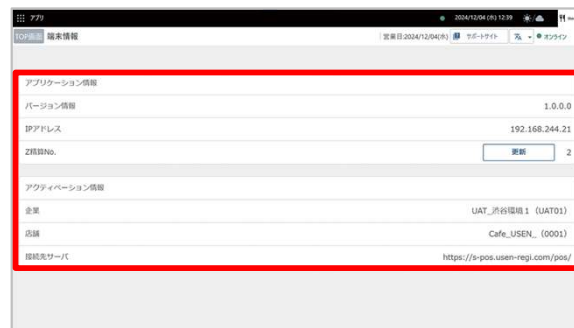 アプリ 2024/12/04 (水) 12:39
TOP画面 端末情報 営業日:2024/12/04(水) サポートサイト オンライン
アプリケーション情報
バージョン情報 1.0.0.0
IPアドレス 192.168.244.21
Z精算No. 更新 2
アクティベーション情報
企業 UAT_渋谷環境1 (UAT01)
店舗 Cafe_USEN_ (0001)
接続先サーバ https://s-pos.usen-regi.com/pos/